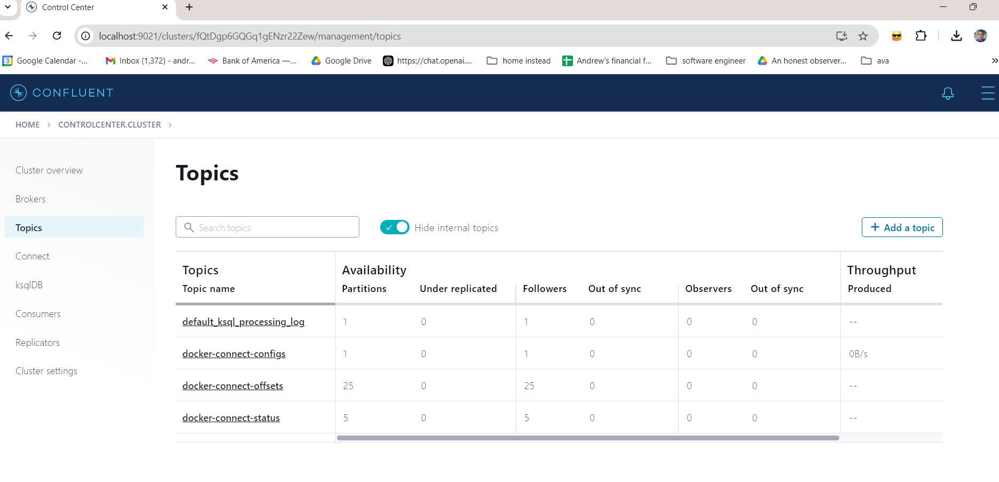 Control Center
localhost:9021/clusters/fQtDgp6GQGq1gENzr22Zew/management/topics
3 Google Calendar -... Inbox (1,372) - andr... Bank of America —... Google Drive https://chat.openai.... home instead Andrew's financial f... software engineer An honest observer... ava »
CONFLUENT
HOME > CONTROLCENTER.CLUSTER >
Cluster overview
Brokers
Topics
Connect
ksqlDB
Consumers
Replicators
Cluster settings
Topics
Search topics Hide internal topics + Add a topic
Topics Availability Throughput
Topic name Partitions Under replicated Followers Out of sync Observers Out of sync Produced
default_ksql_processing_log 1 0 1 0 0 0 --
docker-connect-configs 1 0 1 0 0 0 0B/s
docker-connect-offsets 25 0 25 0 0 0 --
docker-connect-status 5 0 5 0 0 0 --